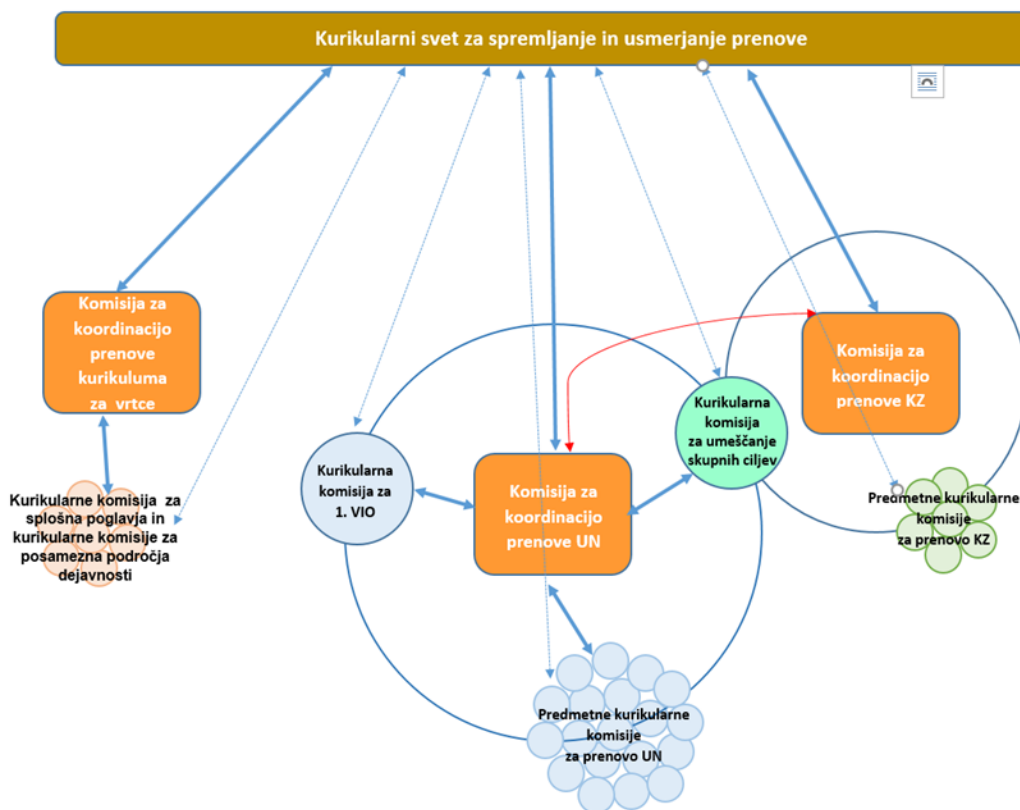 Kurikularni svet za spremljanje in usmerjanje prenove
Komisija za
koordinacijo
prenove
kurikuluma
za vrtce
Komisija za
koordinacijo
prenove KZ
Kurikularna
komisija
za umeščanje
skupnih ciljev
Kurikularna
komisija za
1. VIO
Komisija za
koordinacijo
prenove UN
Kurikularne komisija za
splošna poglavja in
kurikularne komisije za
posamezna področja
dejavnosti
Predmetne kurikularne
komisije
za prenovo KZ
Predmetne kurikularne
komisije
za prenovo UN